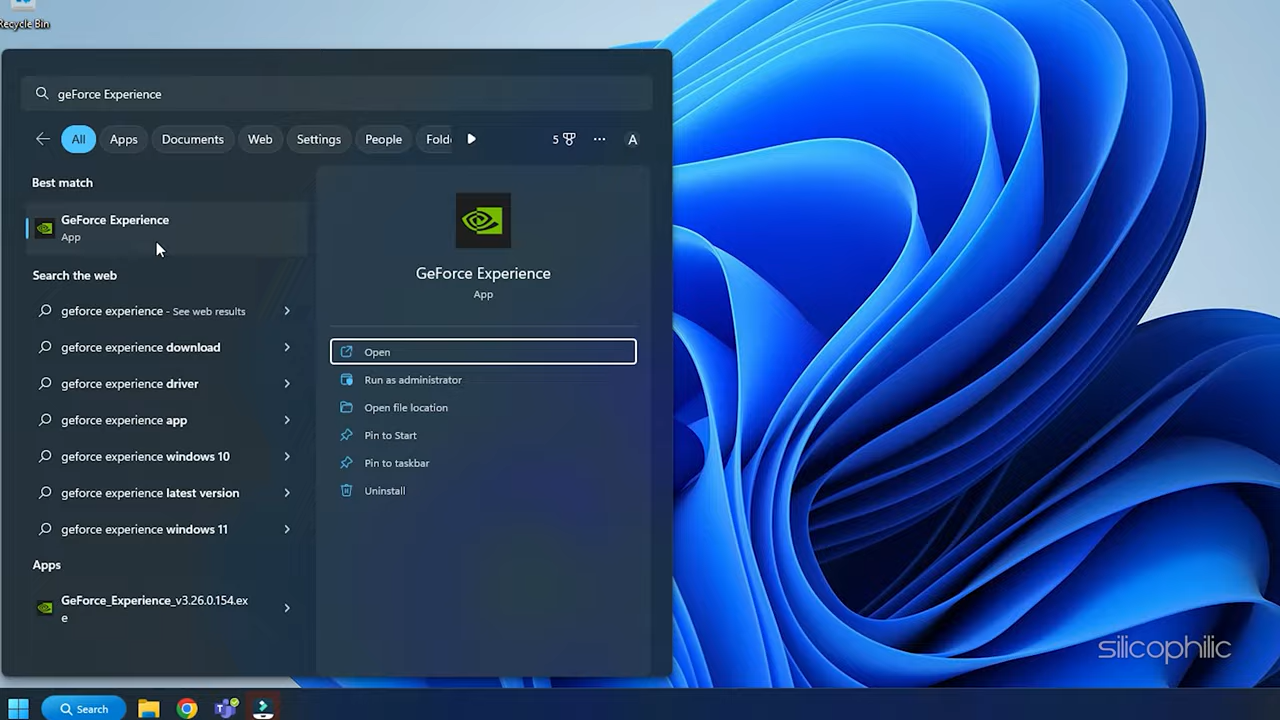 Recycle Bin
geForce Experience
All
Apps
Documents
Web
Settings
People
Fold
5
A
Best match
GeForce Experience
App
Search the web
geforce experience - See web results
geforce experience download
geforce experience driver
geforce experience app
geforce experience windows 10
geforce experience latest version
geforce experience windows 11
Apps
GeForce_Experience_v3.26.0.154.ex
e
GeForce Experience
App
Open
Run as administrator
Open file location
Pin to Start
Pin to taskbar
Uninstall
silicophilic
Search